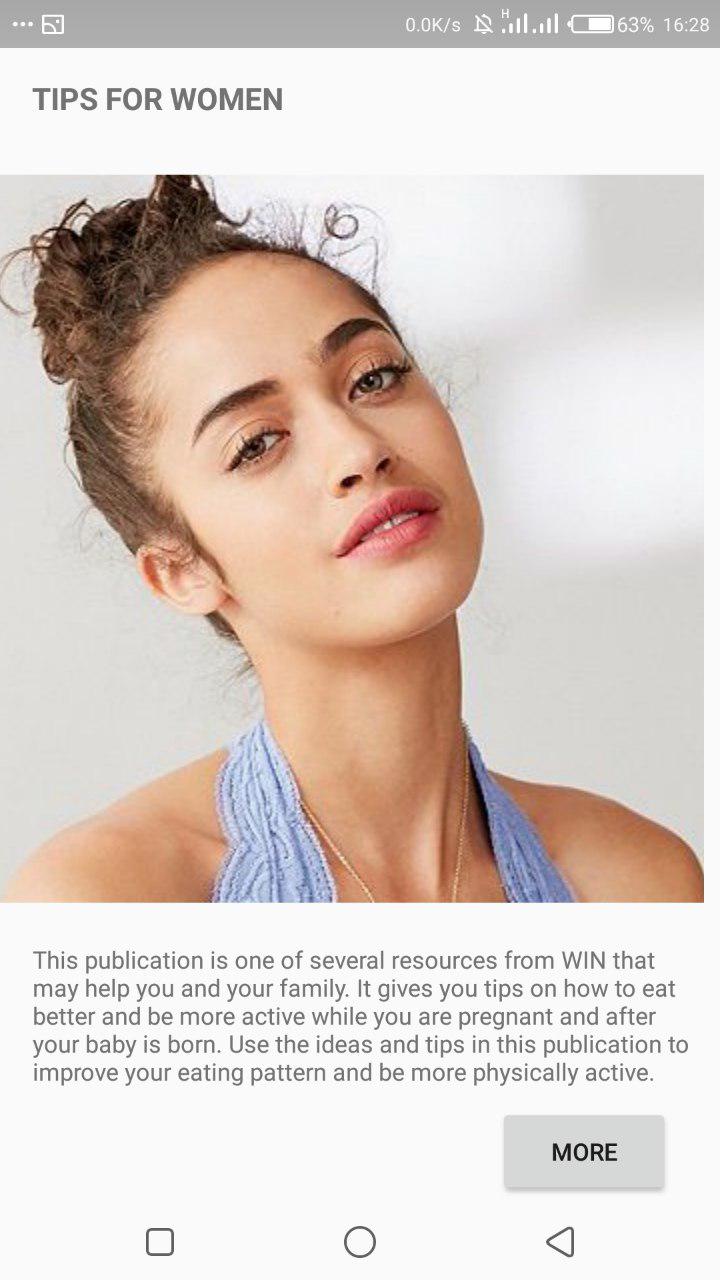 0.0K/s H 63% 16:28
TIPS FOR WOMEN
This publication is one of several resources from WIN that
may help you and your family. It gives you tips on how to eat
better and be more active while you are pregnant and after
your baby is born. Use the ideas and tips in this publication to
improve your eating pattern and be more physically active.
MORE